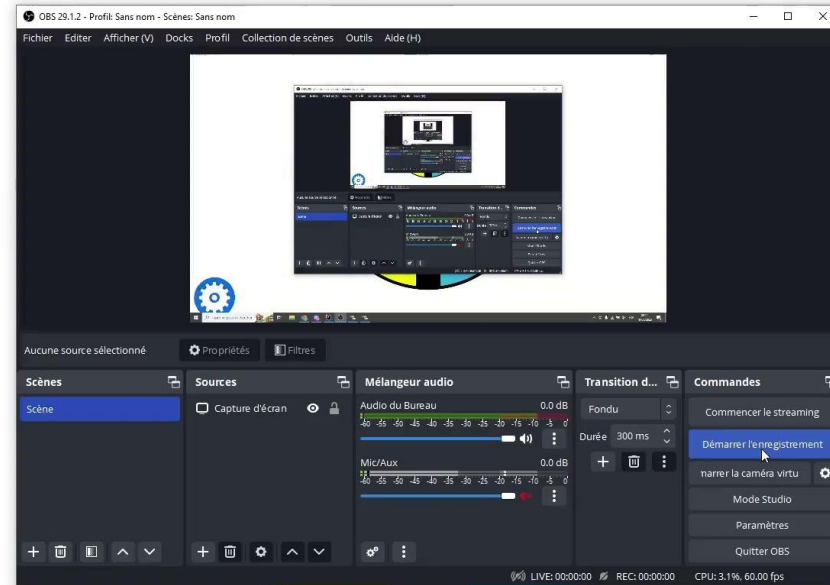 OBS 29.1.2 - Profil: Sans nom - Scènes: Sans nom
Fichier Editer Afficher (V) Docks Profil Collection de scènes Outils Aide (H)
Aucune source sélectionné Propriétés Filtres
Scènes
Scène
Sources
Capture d'écran
Mélangeur audio
Audio du Bureau 0.0 dB
-60 -55 -50 -45 -40 -35 -30 -25 -20 -15 -10 -5 0
Mic/Aux 0.0 dB
-60 -55 -50 -45 -40 -35 -30 -25 -20 -15 -10 -5 0
Transition d...
Fondu
Durée 300 ms
Commandes
Commencer le streaming
Démarrer l'enregistrement
narrer la caméra virtu
Mode Studio
Paramètres
Quitter OBS
LIVE: 00:00:00 REC: 00:00:00 CPU: 3.1%, 60.00 fps